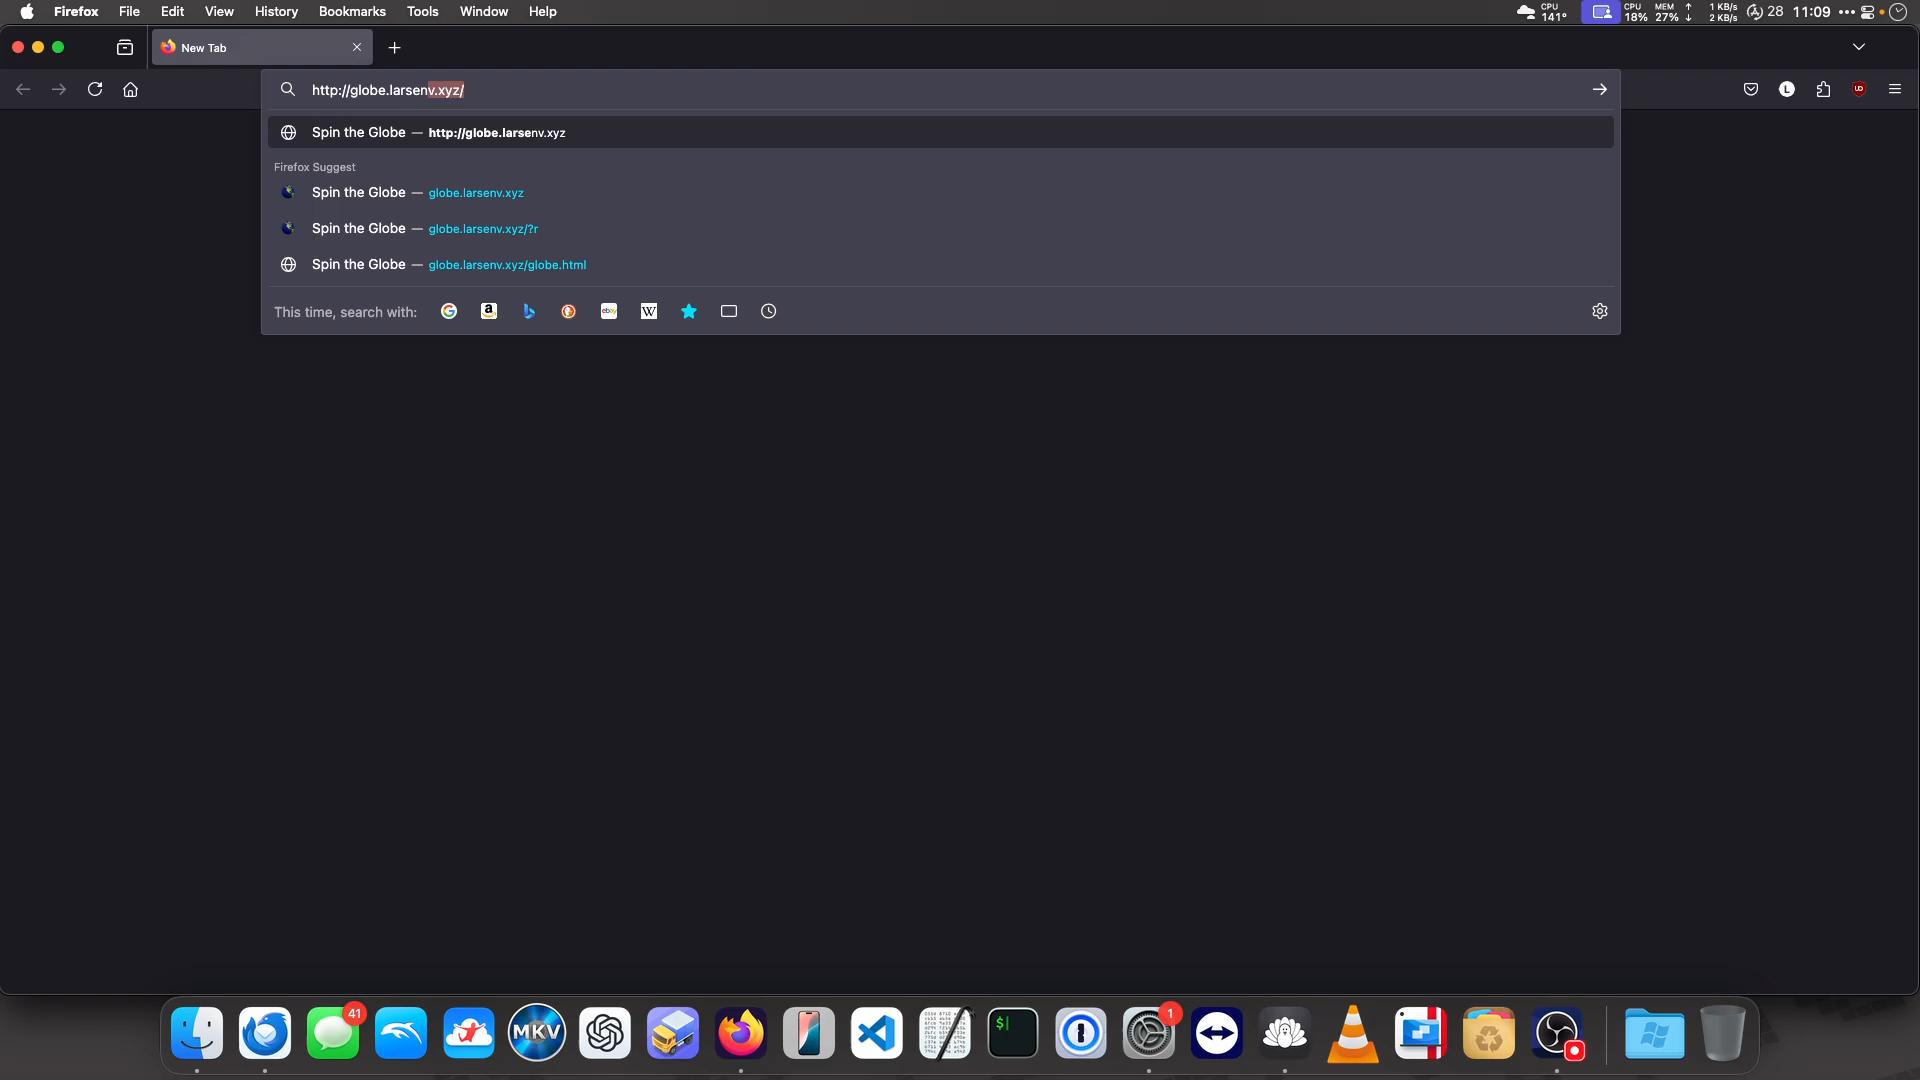 Firefox File Edit View History Bookmarks Tools Window Help
CPU 141° CPU 18% MEM 27% 1 KB/s 2 KB/s 28 11:09
New Tab
http://globe.larsenv.xyz/
L
UD
Spin the Globe — http://globe.larsenv.xyz
Firefox Suggest
Spin the Globe — globe.larsenv.xyz
Spin the Globe — globe.larsenv.xyz/?r
Spin the Globe — globe.larsenv.xyz/globe.html
This time, search with: G a ebay W
41 MKV $ 1